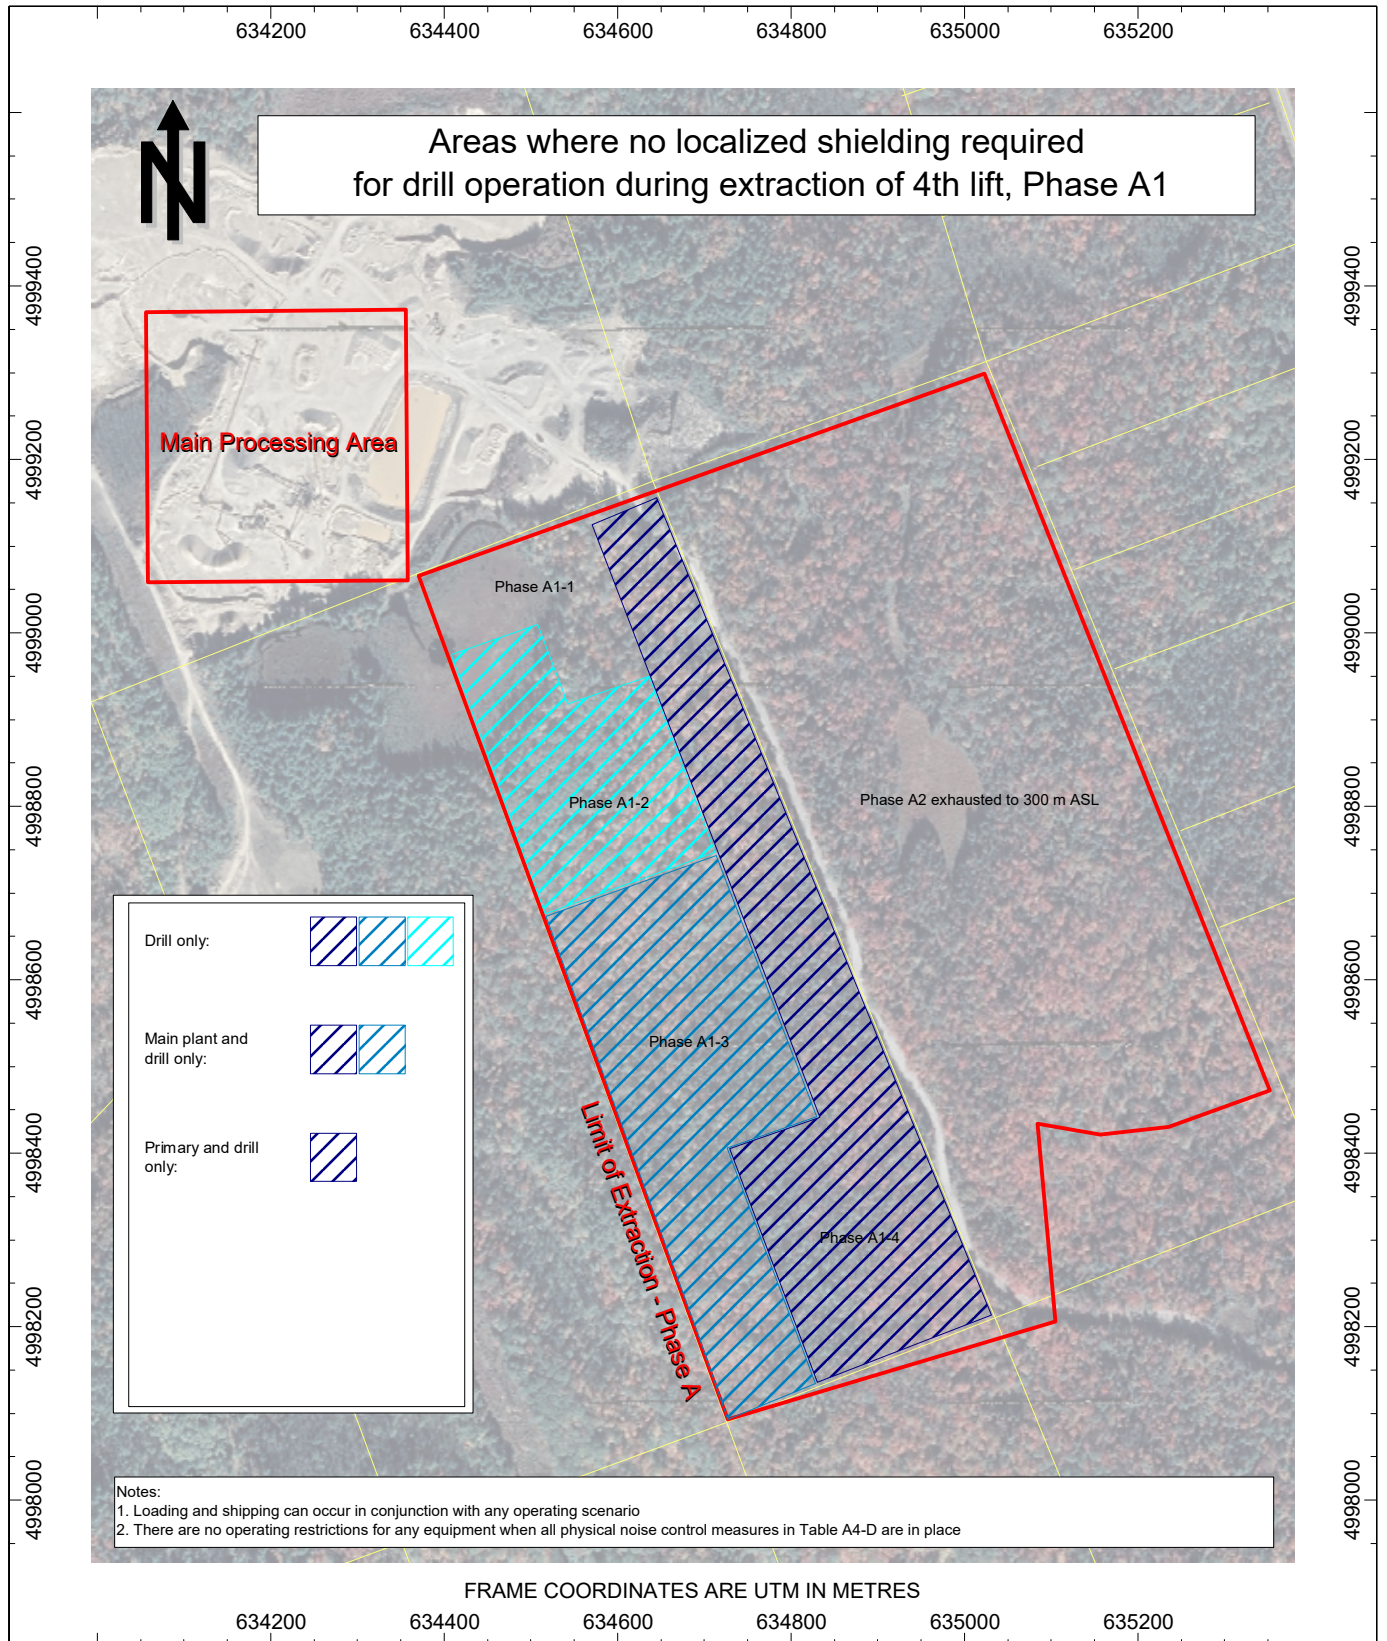 634200 634400 634600 634800 635000 635200
N
Areas where no localized shielding required
for drill operation during extraction of 4th lift, Phase A1
4999400 4999400
Main Processing Area
4999200 4999200
Phase A1-1
4999000 4999000
Phase A1-2
Phase A2 exhausted to 300 m ASL
4998800 4998800
Drill only:
4998600 4998600
Main plant and
drill only:
Phase A1-3
Primary and drill
only:
4998400 4998400
Limit of Extraction - Phase A
Phase A1-4
4998200 4998200
Notes:
1. Loading and shipping can occur in conjunction with any operating scenario
2. There are no operating restrictions for any equipment when all physical noise control measures in Table A4-D are in place
4998000 4998000
FRAME COORDINATES ARE UTM IN METRES
634200 634400 634600 634800 635000 635200